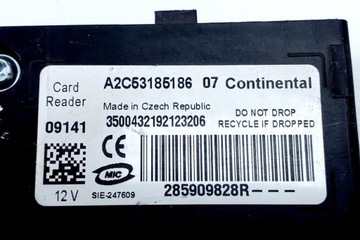 Card Reader
A2C53185186 07 Continental
Made in Czech Republic
09141
3500432192123206
DO NOT DROP
RECYCLE IF DROPPED
CE
MIC
12 V
SIE-247609
285909828R---